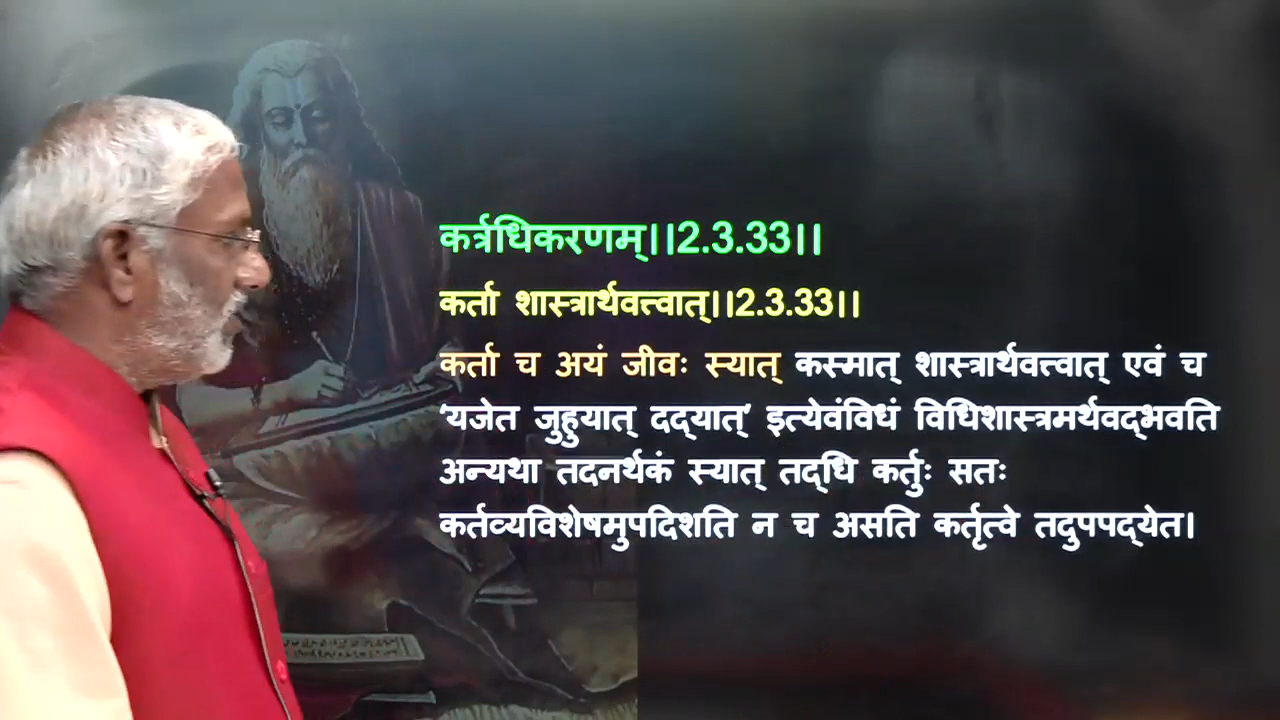 कर्त्रधिकरणम्।।2.3.33।।
कर्ता शास्त्रार्थवत्त्वात्।।2.3.33।।
कर्ता च अयं जीवः स्यात् कस्मात् शास्त्रार्थवत्त्वात् एवं च
'यजेत जुहुयात् दद्यात्' इत्येवंविधं विधिशास्त्रमर्थवद्भवति
अन्यथा तदनर्थकं स्यात् तद्धि कर्तुः सतः
कर्तव्यविशेषमुपदिशति न च असति कर्तृत्वे तदुपपद्येत।